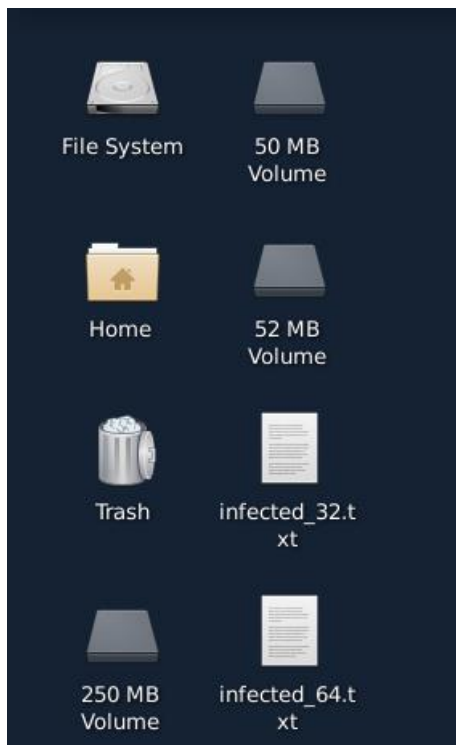 File System
50 MB
Volume
Home
52 MB
Volume
Trash
infected_32.t
xt
250 MB
Volume
infected_64.t
xt